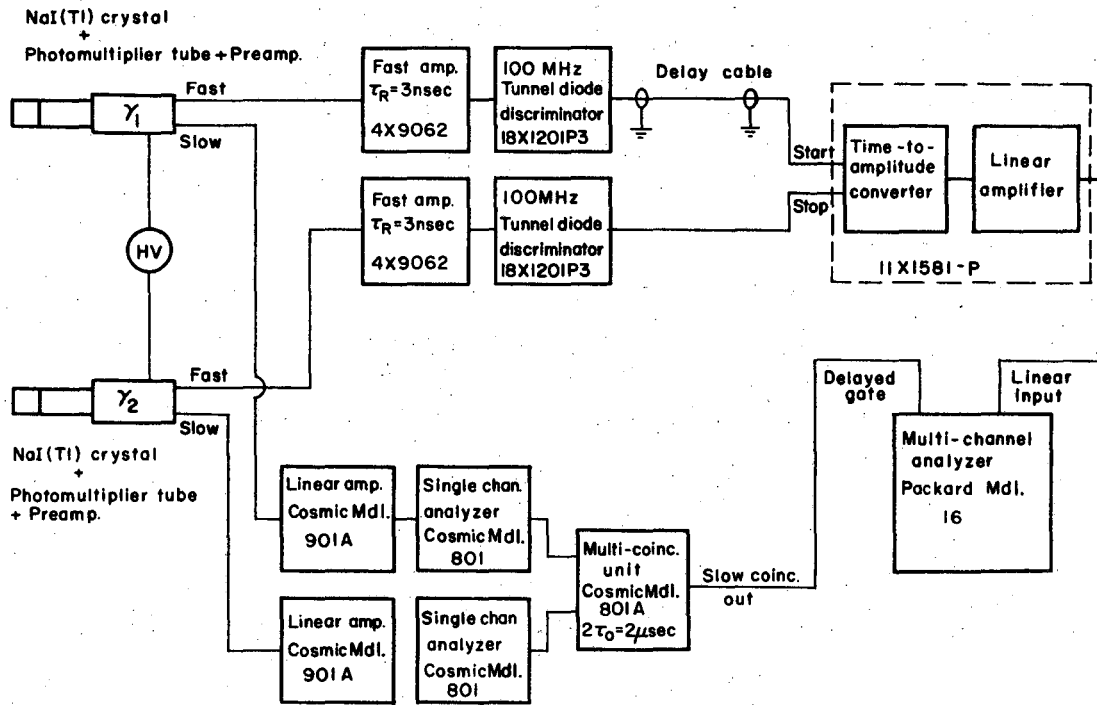 NaI(Tl) crystal
+
Photomultiplier tube + Preamp.
γ1
Fast
Slow
Fast amp.
τR=3nsec
4X9062
100 MHz
Tunnel diode
discriminator
18X1201P3
Delay cable
Start
Stop
Time-to-
amplitude
converter
Linear
amplifier
11X1581-P
Fast amp.
τR=3nsec
4X9062
100MHz
Tunnel diode
discriminator
18X1201P3
HV
γ2
Fast
Slow
NaI(Tl) crystal
+
Photomultiplier tube
+ Preamp.
Linear amp.
Cosmic Mdl.
901A
Single chan.
analyzer
Cosmic Mdl.
801
Linear amp.
Cosmic Mdl.
901A
Single chan
analyzer
Cosmic Mdl.
801
Multi-coinc.
unit
Cosmic Mdl.
801A
2τo=2μsec
Slow coinc.
out
Delayed
gate
Linear
input
Multi-channel
analyzer
Packard Mdl.
16